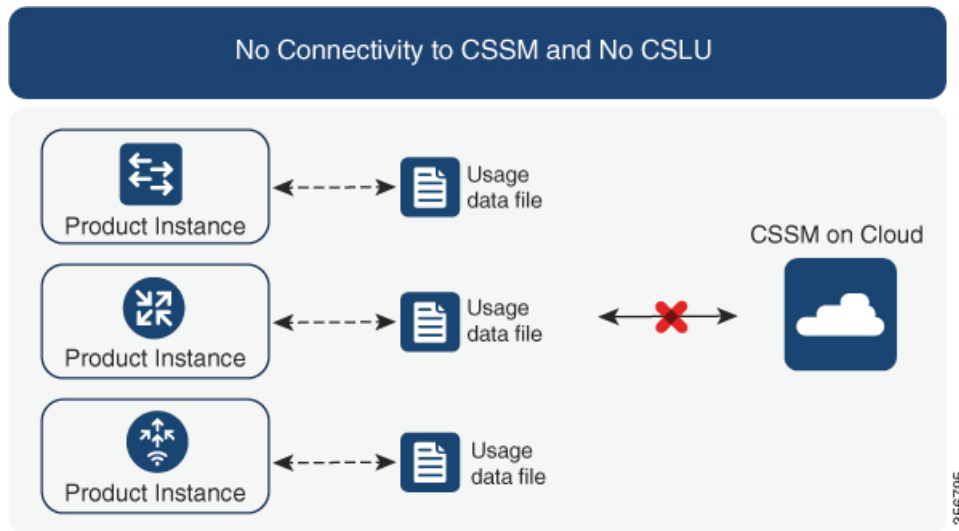 No Connectivity to CSSM and No CSLU
Product Instance
Usage
data file
Product Instance
Usage
data file
Product Instance
Usage
data file
CSSM on Cloud